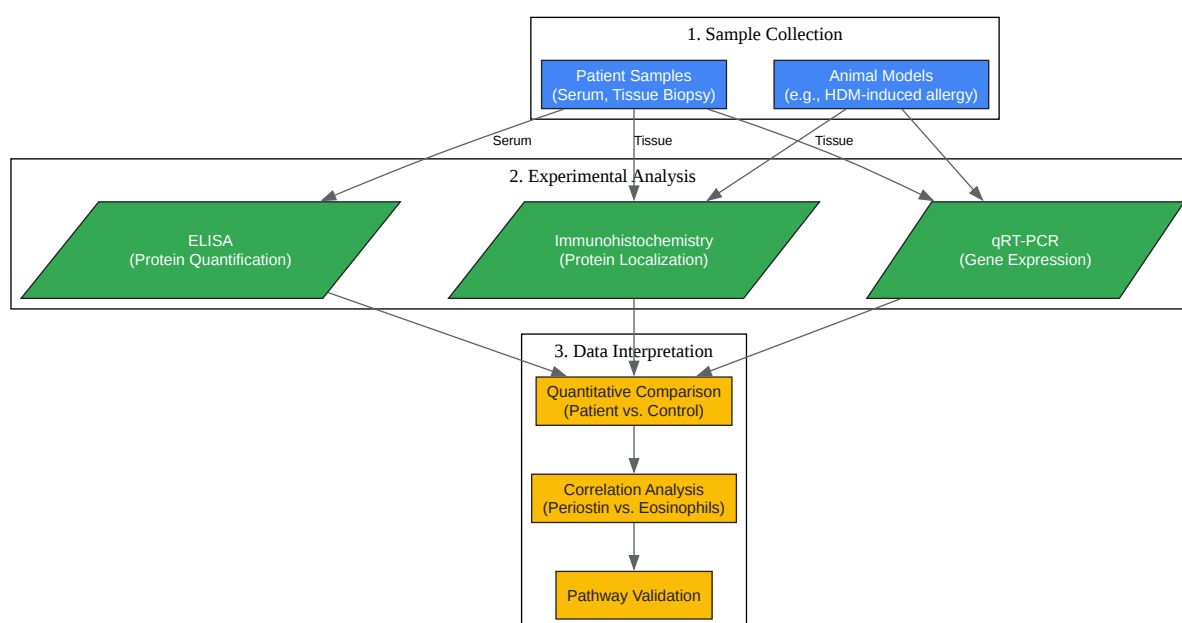 1. Sample Collection
Patient Samples
(Serum, Tissue Biopsy)
Animal Models
(e.g., HDM-induced allergy)
Serum
Tissue
Tissue
2. Experimental Analysis
ELISA
(Protein Quantification)
Immunohistochemistry
(Protein Localization)
qRT-PCR
(Gene Expression)
3. Data Interpretation
Quantitative Comparison
(Patient vs. Control)
Correlation Analysis
(Periostin vs. Eosinophils)
Pathway Validation